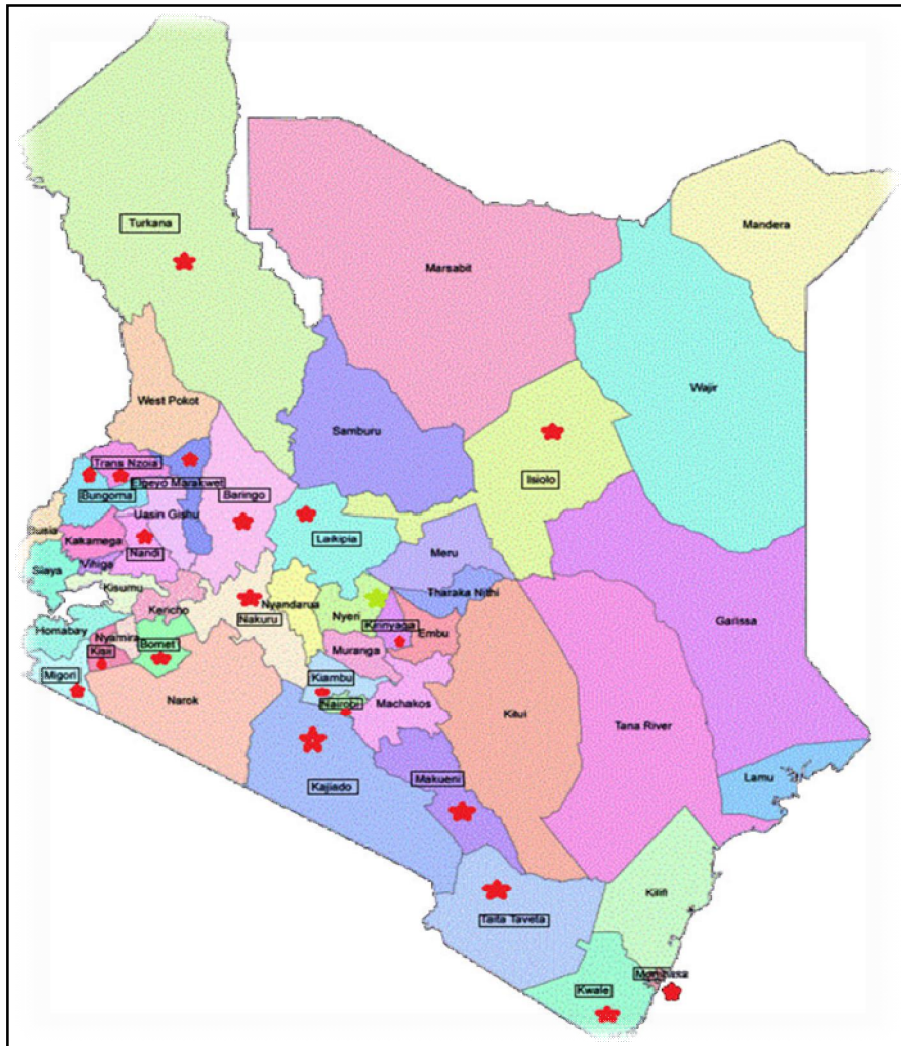 Turkana
Mandera
Marsabit
Wajir
West Pokot
Samburu
Trans Nzoia
Isiolo
Elgeyo Marakwet
Bungoma
Baringo
Uasin Gishu
Busia
Laikipia
Kakamega
Nandi
Meru
Vihiga
Siaya
Tharaka Nithi
Kisumu
Kericho
Nyandarua
Nakuru
Nyeri
Garissa
Kirinyaga
Embu
Homabay
Nyamira
Bomet
Muranga
Kisii
Migori
Kiambu
Narok
Nairobi
Machakos
Kitui
Tana River
Makueni
Lamu
Kajiado
Kilifi
Taita Taveta
Mombasa
Kwale